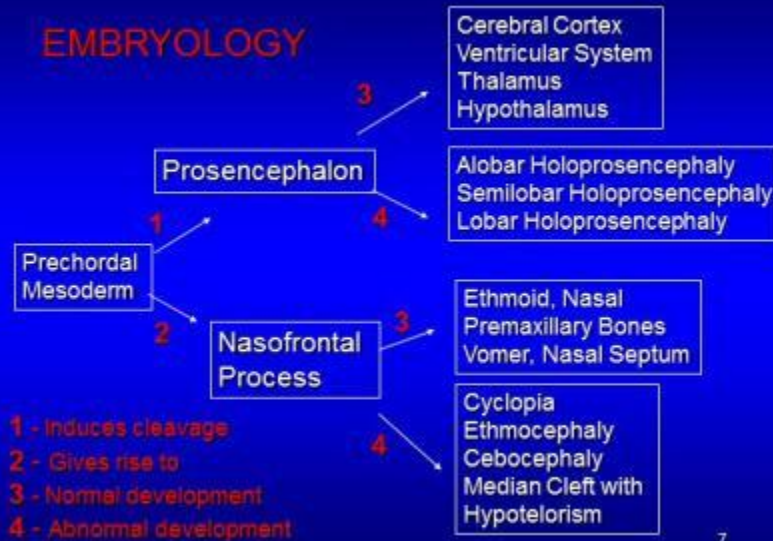 EMBRYOLOGY
Cerebral Cortex
Ventricular System
Thalamus
Hypothalamus
3
Prosencephalon
Alobar Holoprosencephaly
Semilobar Holoprosencephaly
Lobar Holoprosencephaly
4
1
Prechordal
Mesoderm
2
Nasofrontal
Process
3
Ethmoid, Nasal
Premaxillary Bones
Vomer, Nasal Septum
4
Cyclopia
Ethmocephaly
Cebocephaly
Median Cleft with
Hypotelorism
1 - Induces cleavage
2 - Gives rise to
3 - Normal development
4 - Abnormal development
7